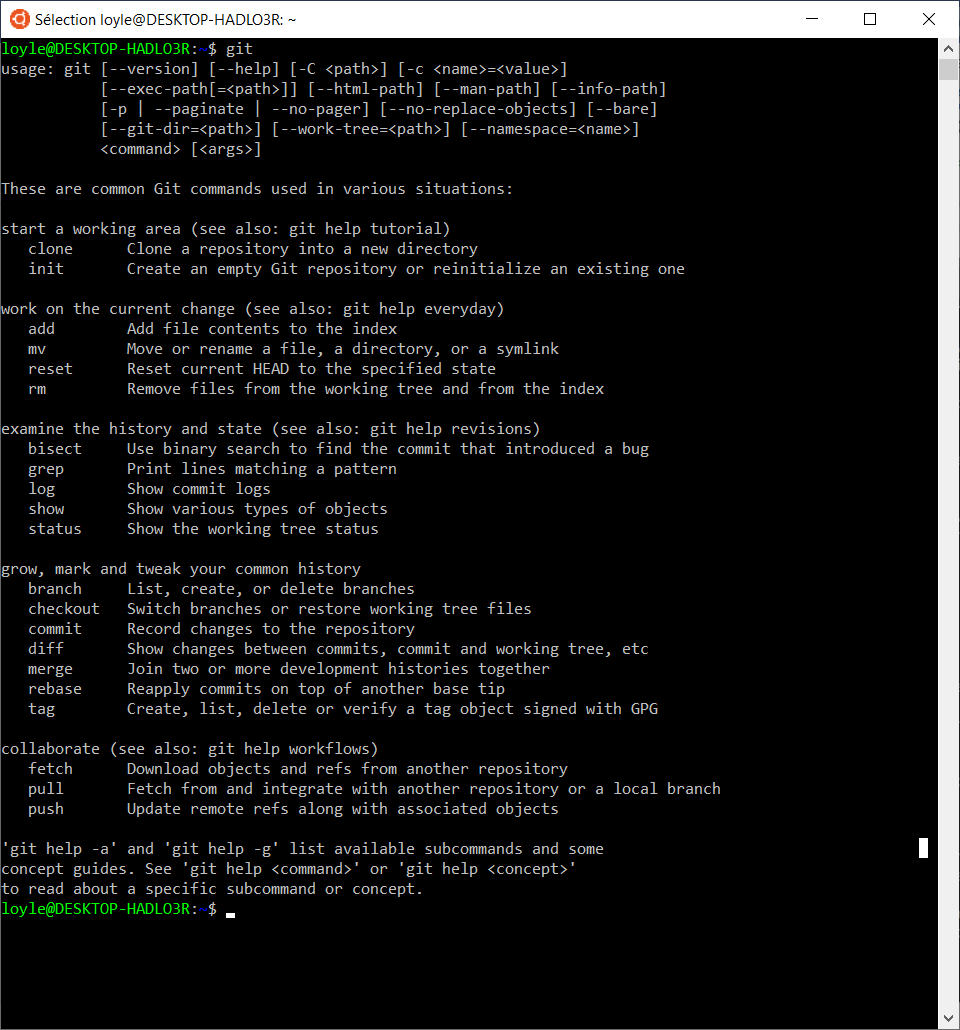 Sélection loyle@DESKTOP-HADLO3R: ~
loyle@DESKTOP-HADLO3R:~$ git
usage: git [--version] [--help] [-C <path>] [-c <name>=<value>]
           [--exec-path[=<path>]] [--html-path] [--man-path] [--info-path]
           [-p | --paginate | --no-pager] [--no-replace-objects] [--bare]
           [--git-dir=<path>] [--work-tree=<path>] [--namespace=<name>]
           <command> [<args>]

These are common Git commands used in various situations:

start a working area (see also: git help tutorial)
   clone      Clone a repository into a new directory
   init       Create an empty Git repository or reinitialize an existing one

work on the current change (see also: git help everyday)
   add        Add file contents to the index
   mv         Move or rename a file, a directory, or a symlink
   reset      Reset current HEAD to the specified state
   rm         Remove files from the working tree and from the index

examine the history and state (see also: git help revisions)
   bisect     Use binary search to find the commit that introduced a bug
   grep       Print lines matching a pattern
   log        Show commit logs
   show       Show various types of objects
   status     Show the working tree status

grow, mark and tweak your common history
   branch     List, create, or delete branches
   checkout   Switch branches or restore working tree files
   commit     Record changes to the repository
   diff       Show changes between commits, commit and working tree, etc
   merge      Join two or more development histories together
   rebase     Reapply commits on top of another base tip
   tag        Create, list, delete or verify a tag object signed with GPG

collaborate (see also: git help workflows)
   fetch      Download objects and refs from another repository
   pull       Fetch from and integrate with another repository or a local branch
   push       Update remote refs along with associated objects

'git help -a' and 'git help -g' list available subcommands and some
concept guides. See 'git help <command>' or 'git help <concept>'
to read about a specific subcommand or concept.
loyle@DESKTOP-HADLO3R:~$